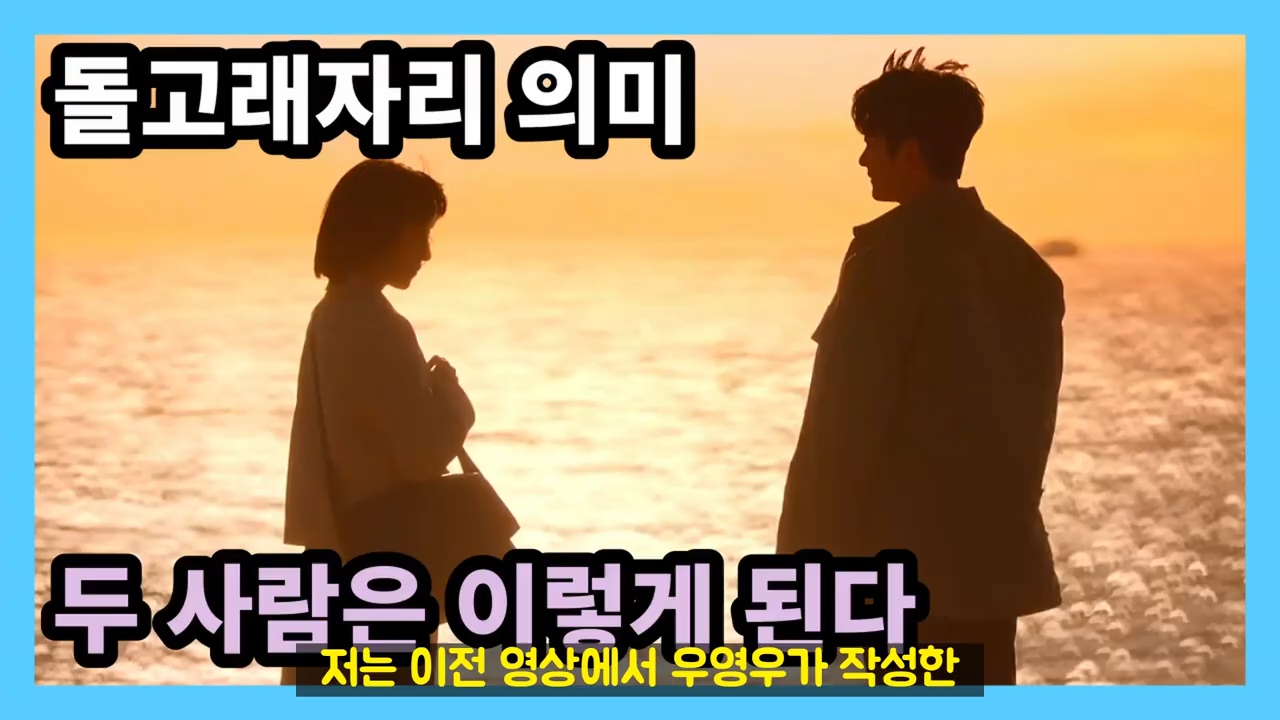 돌고래자리 의미
두 사람은 이렇게 된다
저는 이전 영상에서 우영우가 작성한